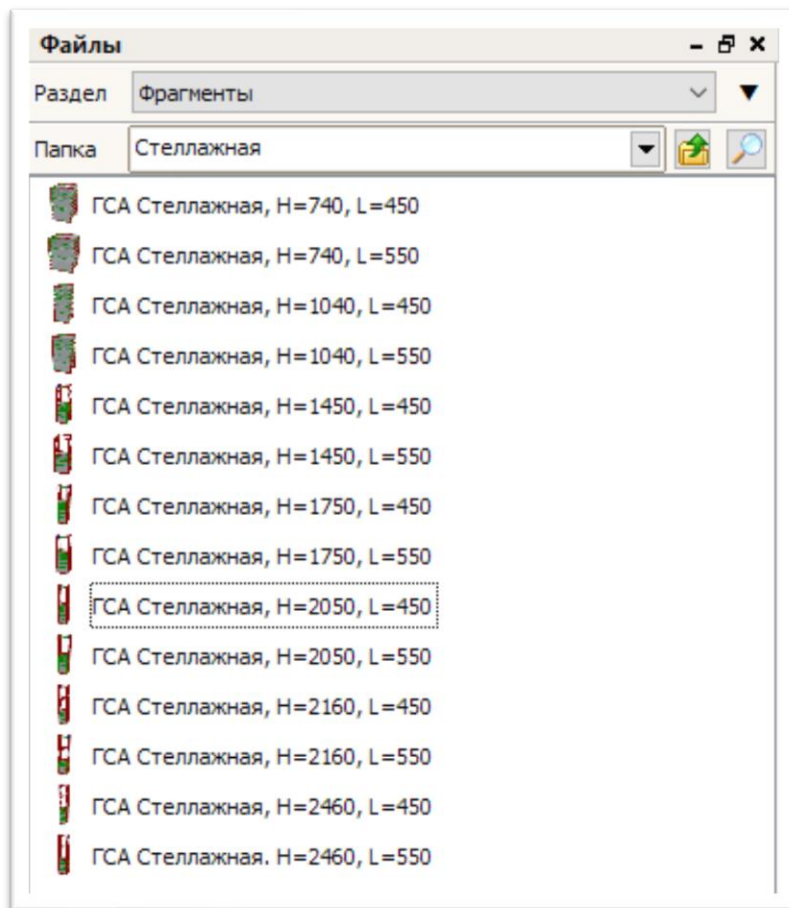 Файлы
Раздел Фрагменты
Папка Стеллажная
ГСА Стеллажная, H=740, L=450
ГСА Стеллажная, H=740, L=550
ГСА Стеллажная, H=1040, L=450
ГСА Стеллажная, H=1040, L=550
ГСА Стеллажная, H=1450, L=450
ГСА Стеллажная, H=1450, L=550
ГСА Стеллажная, H=1750, L=450
ГСА Стеллажная, H=1750, L=550
ГСА Стеллажная, H=2050, L=450
ГСА Стеллажная, H=2050, L=550
ГСА Стеллажная, H=2160, L=450
ГСА Стеллажная, H=2160, L=550
ГСА Стеллажная, H=2460, L=450
ГСА Стеллажная. H=2460, L=550